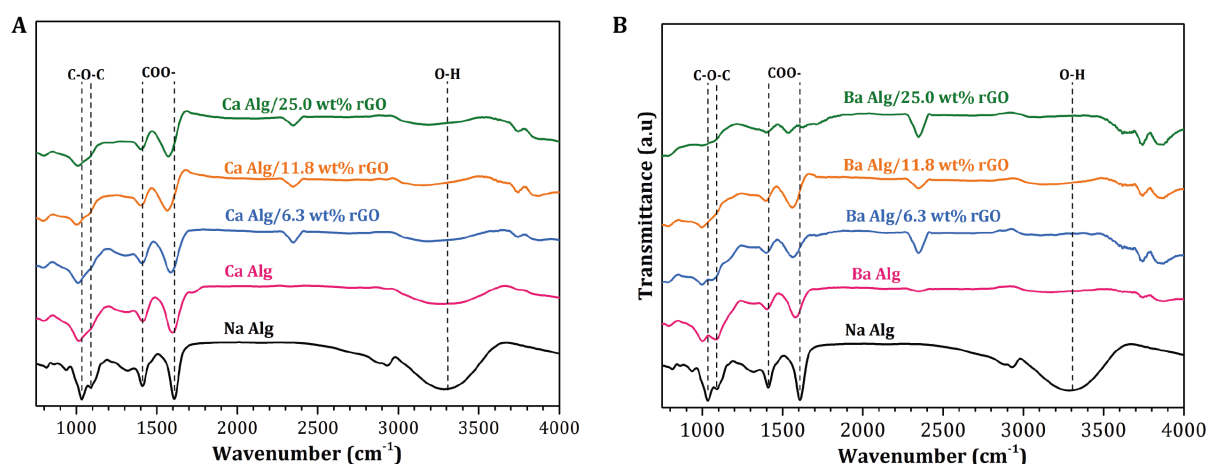 A
C-O-C
COO-
O-H
Ca Alg/25.0 wt% rGO
Ca Alg/11.8 wt% rGO
Ca Alg/6.3 wt% rGO
Ca Alg
Na Alg
1000 1500 2000 2500 3000 3500 4000
Wavenumber (cm⁻¹)
B
Transmittance (a.u)
C-O-C
COO-
O-H
Ba Alg/25.0 wt% rGO
Ba Alg/11.8 wt% rGO
Ba Alg/6.3 wt% rGO
Ba Alg
Na Alg
1000 1500 2000 2500 3000 3500 4000
Wavenumber (cm⁻¹)